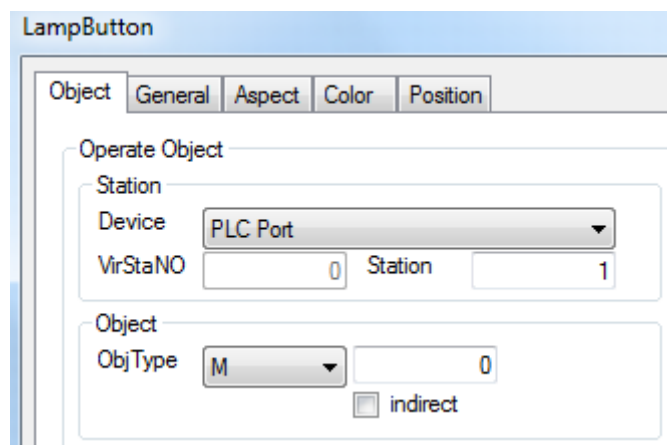 LampButton
Object General Aspect Color Position
Operate Object
Station
Device PLC Port
VirStaNO 0 Station 1
Object
ObjType M 0
indirect